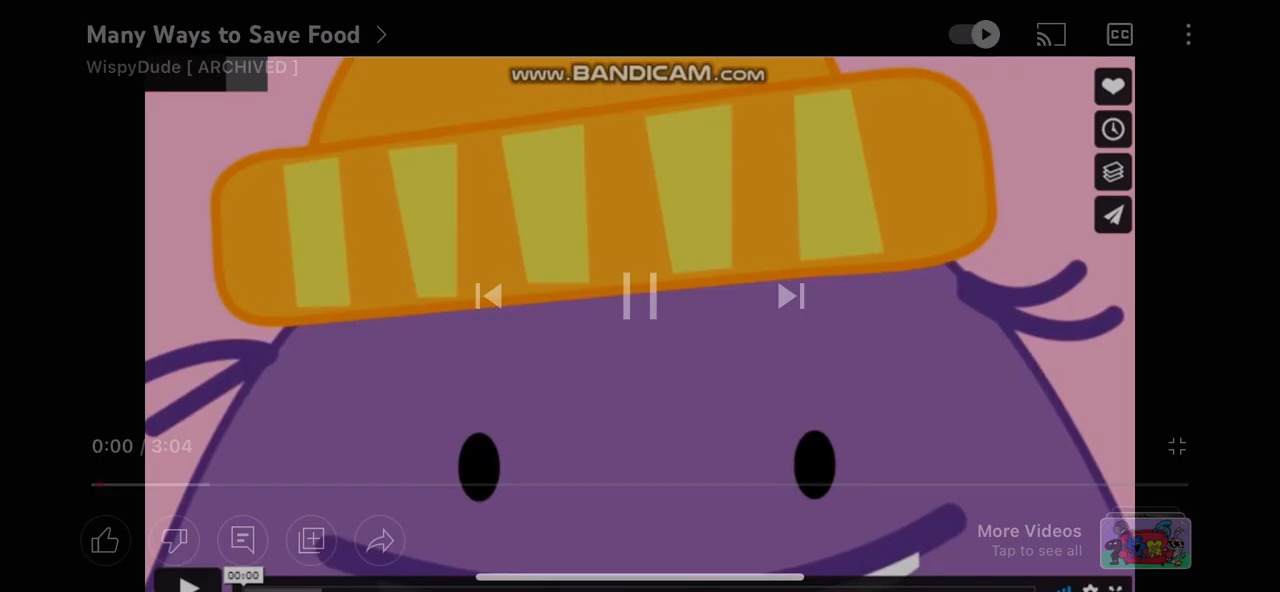 Many Ways to Save Food
WispyDude [ ARCHIVED ]
www.BANDICAM.com
CC
0:00 / 3:04
More Videos
Tap to see all
00:00